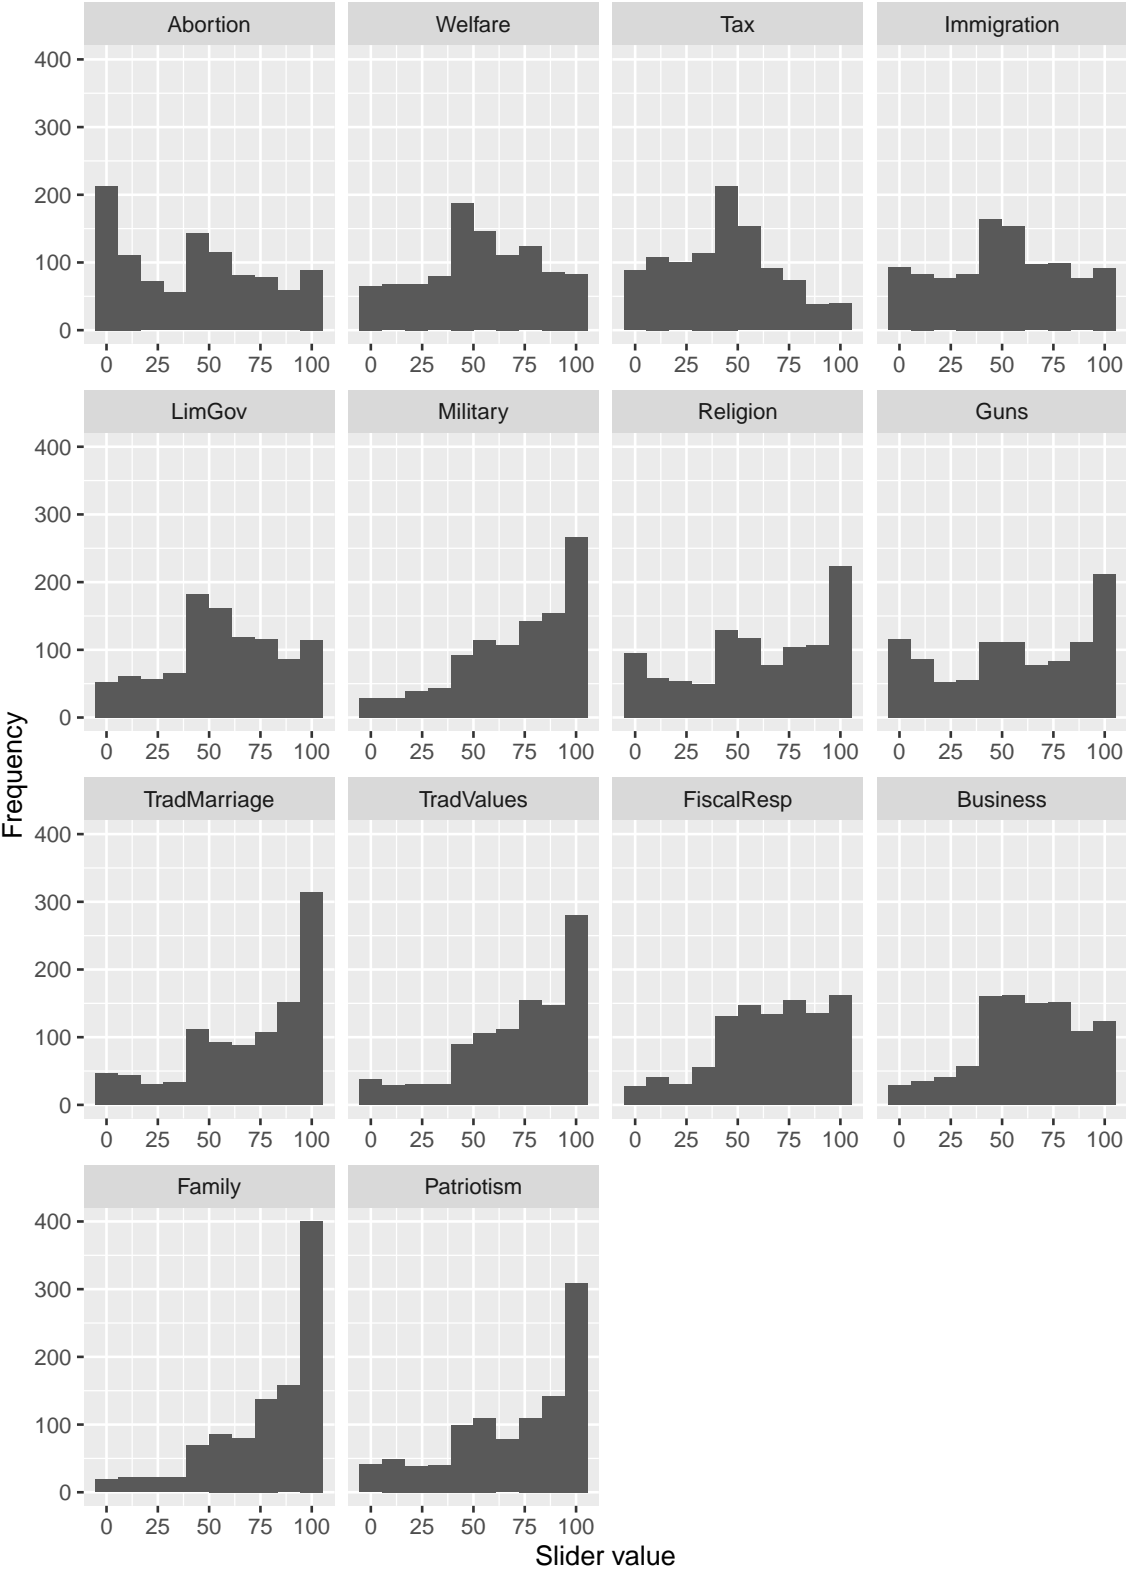 Abortion Welfare Tax Immigration
400
300
200
100
0
0 25 50 75 100 0 25 50 75 100 0 25 50 75 100 0 25 50 75 100
LimGov Military Religion Guns
400
300
200
100
0
0 25 50 75 100 0 25 50 75 100 0 25 50 75 100 0 25 50 75 100
Frequency
TradMarriage TradValues FiscalResp Business
400
300
200
100
0
0 25 50 75 100 0 25 50 75 100 0 25 50 75 100 0 25 50 75 100
Family Patriotism
400
300
200
100
0
0 25 50 75 100 0 25 50 75 100
Slider value